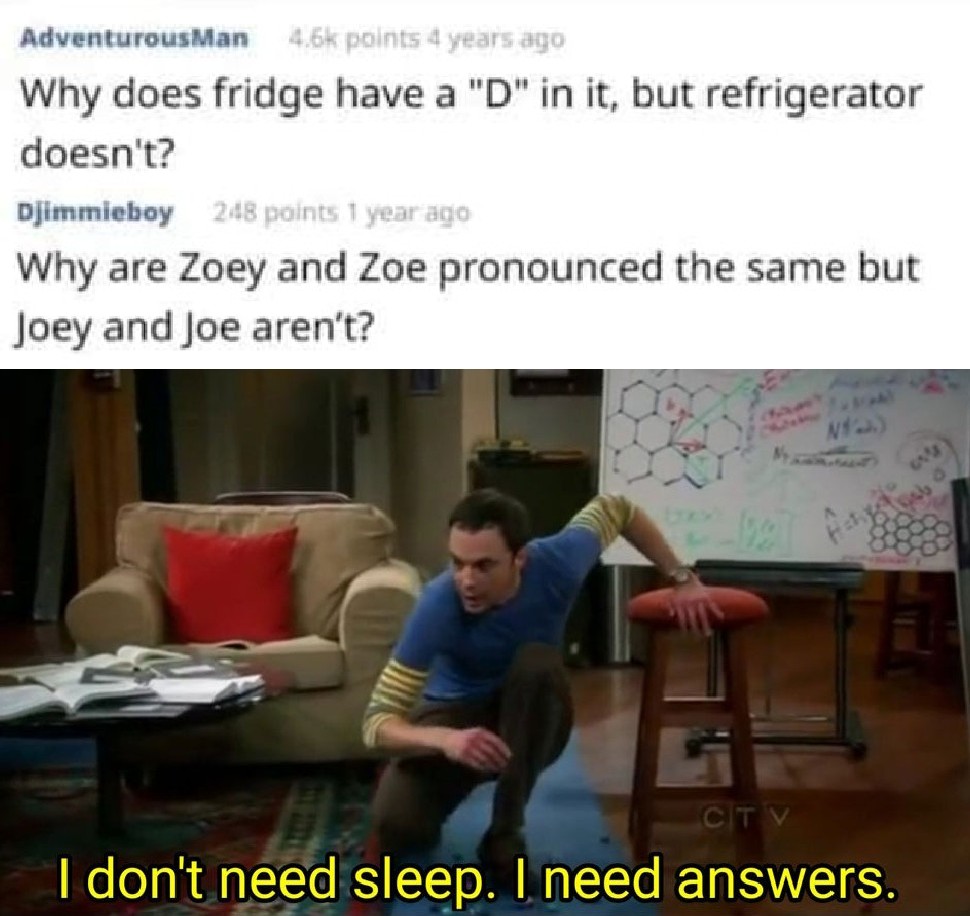 AdventurousMan 4.6k points 4 years ago
Why does fridge have a "D" in it, but refrigerator
doesn't?
Djimmieboy 248 points 1 year ago
Why are Zoey and Zoe pronounced the same but
Joey and Joe aren't?
CTV
I don't need sleep. I need answers.